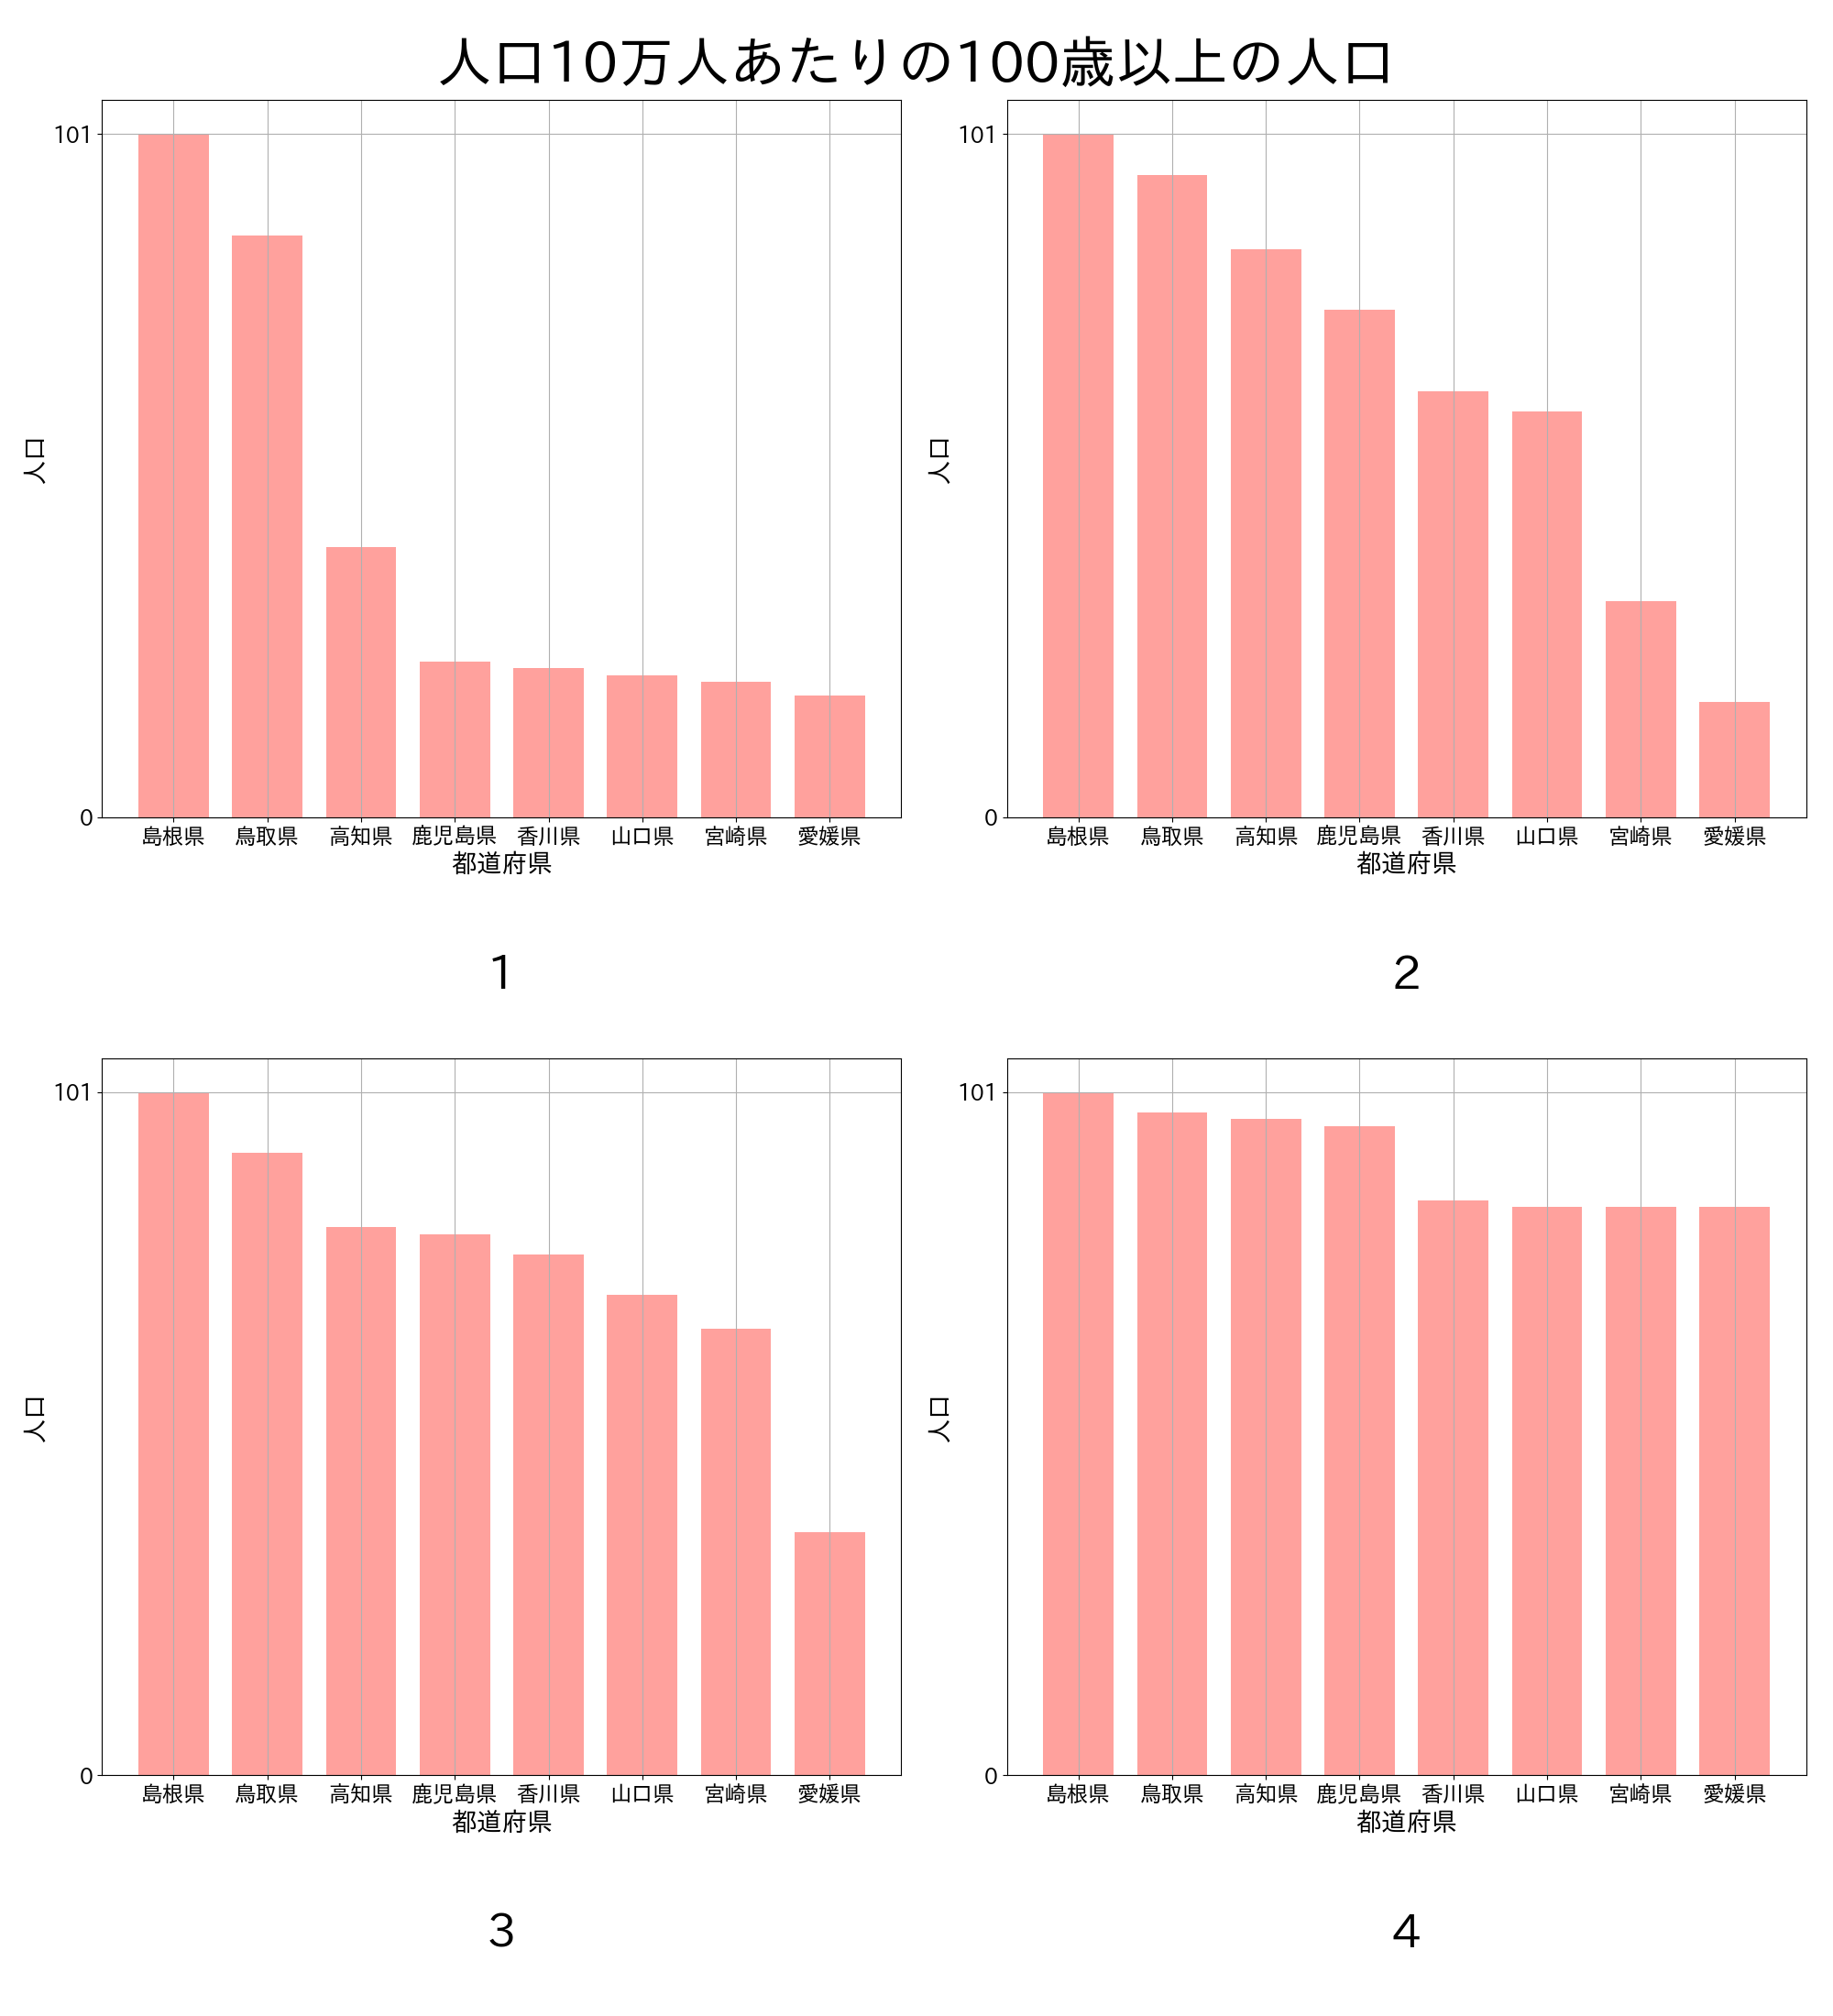 人口10万人あたりの100歳以上の人口
101
0
人口
島根県 鳥取県 高知県 鹿児島県 香川県 山口県 宮崎県 愛媛県
都道府県
1
101
0
人口
島根県 鳥取県 高知県 鹿児島県 香川県 山口県 宮崎県 愛媛県
都道府県
2
101
0
人口
島根県 鳥取県 高知県 鹿児島県 香川県 山口県 宮崎県 愛媛県
都道府県
3
101
0
人口
島根県 鳥取県 高知県 鹿児島県 香川県 山口県 宮崎県 愛媛県
都道府県
4